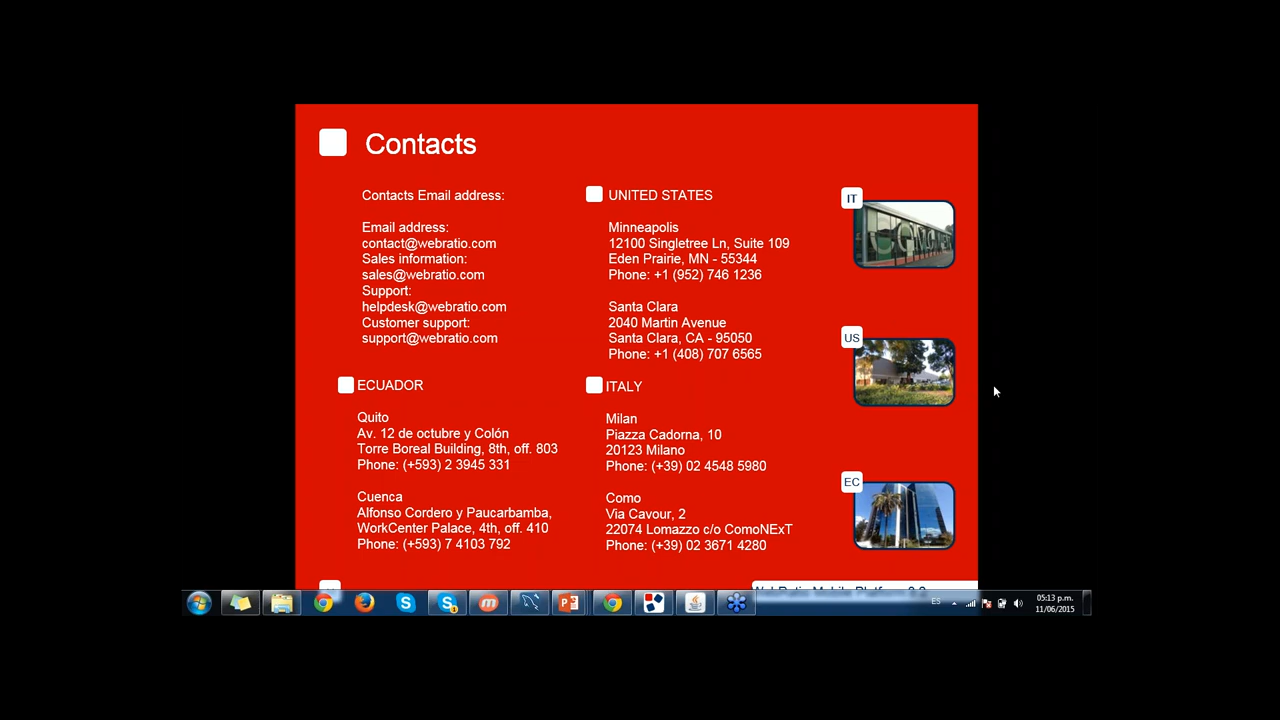 Contacts
Contacts Email address:
Email address:
contact@webratio.com
Sales information:
sales@webratio.com
Support:
helpdesk@webratio.com
Customer support:
support@webratio.com
UNITED STATES
Minneapolis
12100 Singletree Ln, Suite 109
Eden Prairie, MN - 55344
Phone: +1 (952) 746 1236
Santa Clara
2040 Martin Avenue
Santa Clara, CA - 95050
Phone: +1 (408) 707 6565
ECUADOR
Quito
Av. 12 de octubre y Colón
Torre Boreal Building, 8th, off. 803
Phone: (+593) 2 3945 331
Cuenca
Alfonso Cordero y Paucarbamba,
WorkCenter Palace, 4th, off. 410
Phone: (+593) 7 4103 792
ITALY
Milan
Piazza Cadorna, 10
20123 Milano
Phone: (+39) 02 4548 5980
Como
Via Cavour, 2
22074 Lomazzo c/o ComoNExT
Phone: (+39) 02 3671 4280
IT
US
EC
WebRatio Mobile Platform
ES
05:13 p.m.
11/06/2015